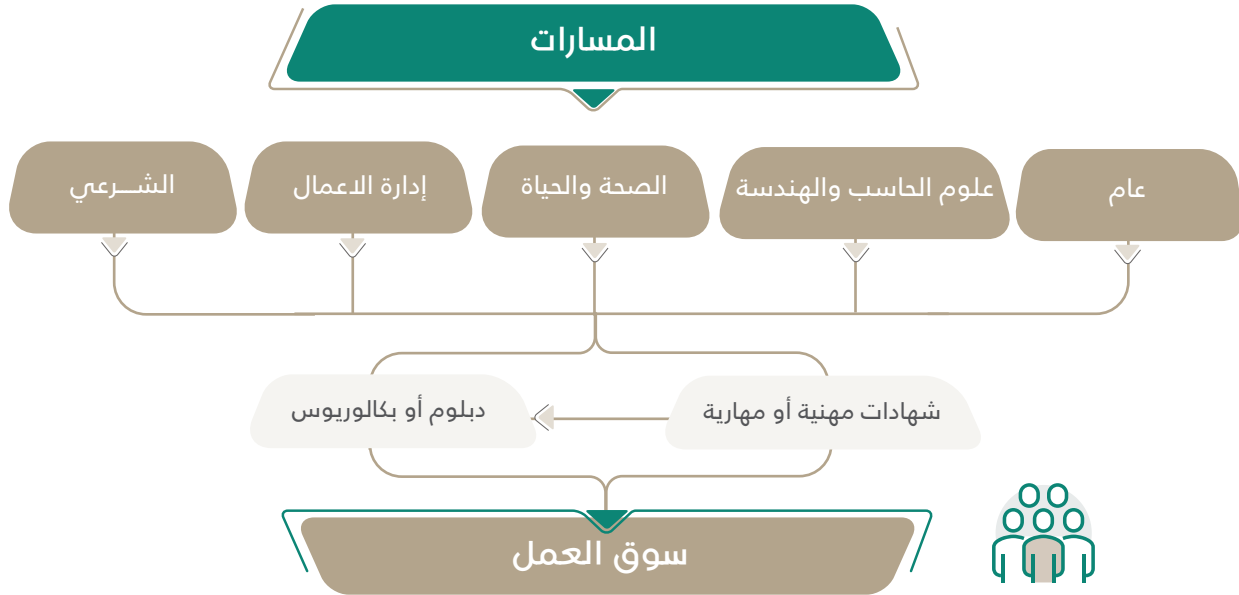 المسارات
عام
علوم الحاسب والهندسة
الصحة والحياة
إدارة الاعمال
الشـــرعي
شهادات مهنية أو مهارية
دبلوم أو بكالوريوس
سوق العمل